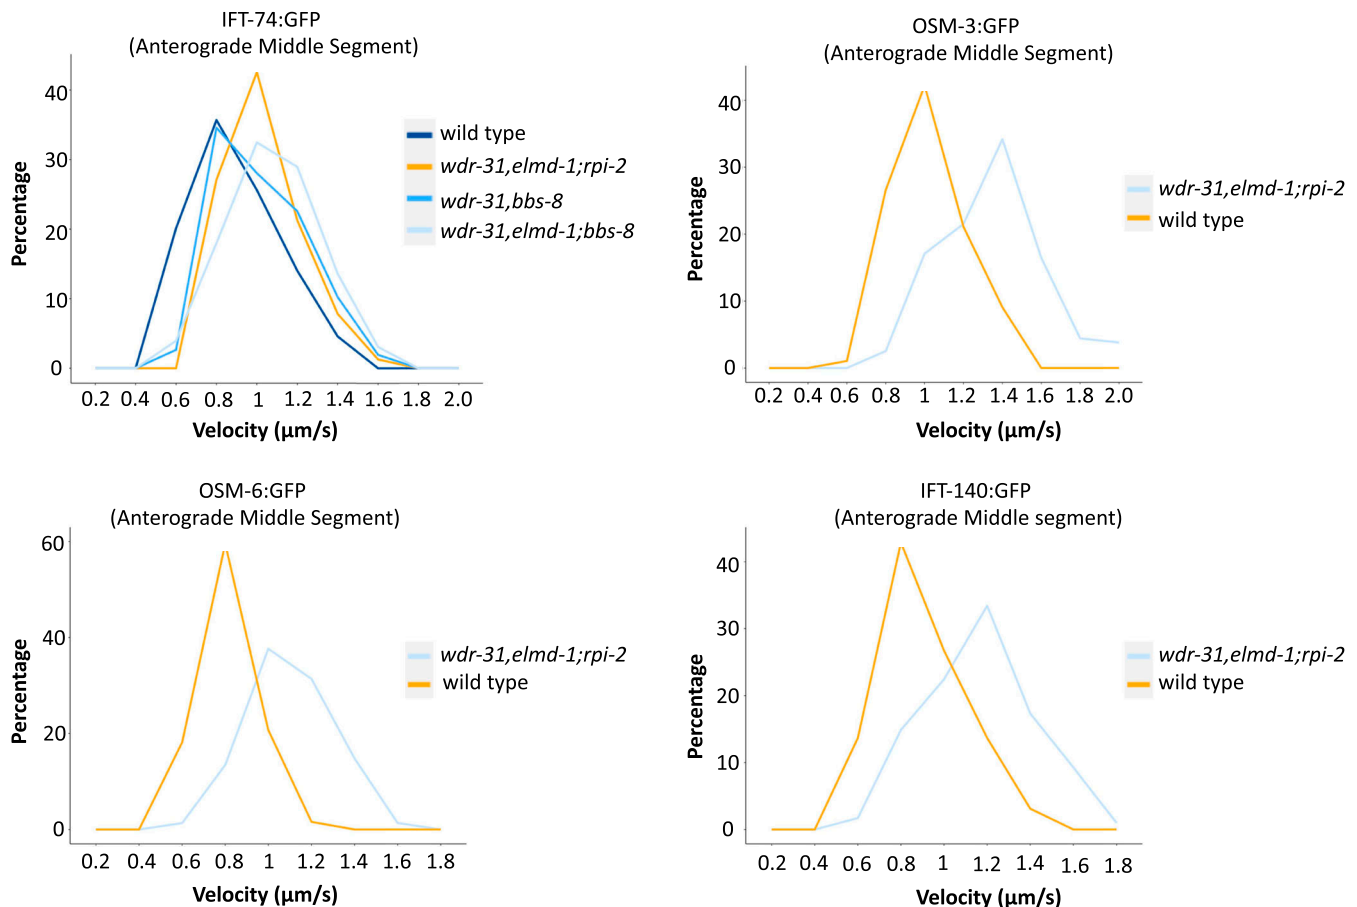 IFT-74:GFP
(Anterograde Middle Segment)
40
30
20
10
0
Percentage
0.2 0.4 0.6 0.8 1 1.2 1.4 1.6 1.8 2.0
Velocity (µm/s)
wild type
wdr-31,elmd-1;rpi-2
wdr-31,bbs-8
wdr-31,elmd-1;bbs-8
OSM-3:GFP
(Anterograde Middle Segment)
40
30
20
10
0
Percentage
0.2 0.4 0.6 0.8 1 1.2 1.4 1.6 1.8 2.0
Velocity (µm/s)
wdr-31,elmd-1;rpi-2
wild type
OSM-6:GFP
(Anterograde Middle Segment)
60
40
20
0
Percentage
0.2 0.4 0.6 0.8 1 1.2 1.4 1.6 1.8
Velocity (µm/s)
wdr-31,elmd-1;rpi-2
wild type
IFT-140:GFP
(Anterograde Middle segment)
40
30
20
10
0
Percentage
0.2 0.4 0.6 0.8 1 1.2 1.4 1.6 1.8
Velocity (µm/s)
wdr-31,elmd-1;rpi-2
wild type